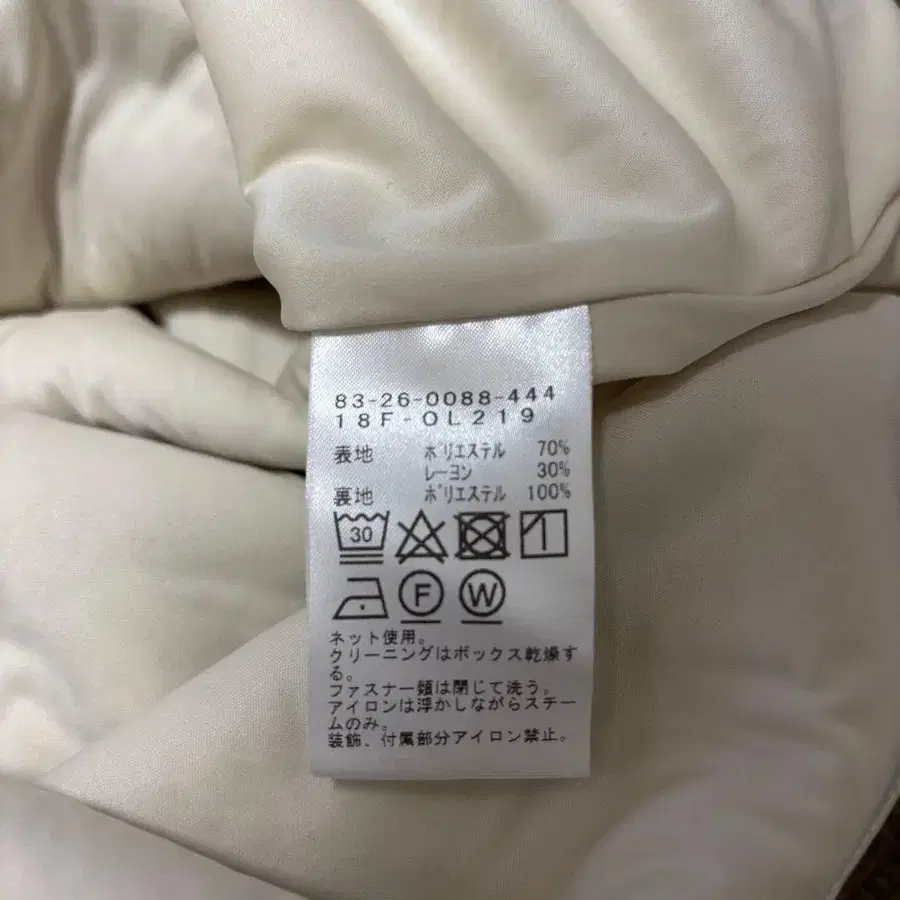 83-26-0088-444
18F-OL219
表地 ポリエステル 70%
レーヨン 30%
裏地 ポリエステル 100%
30
F W
ネット使用。
クリーニングはボックス乾燥す
る。
ファスナー類は閉じて洗う。
アイロンは浮かしながらスチー
ムのみ。
装飾、付属部分アイロン禁止。